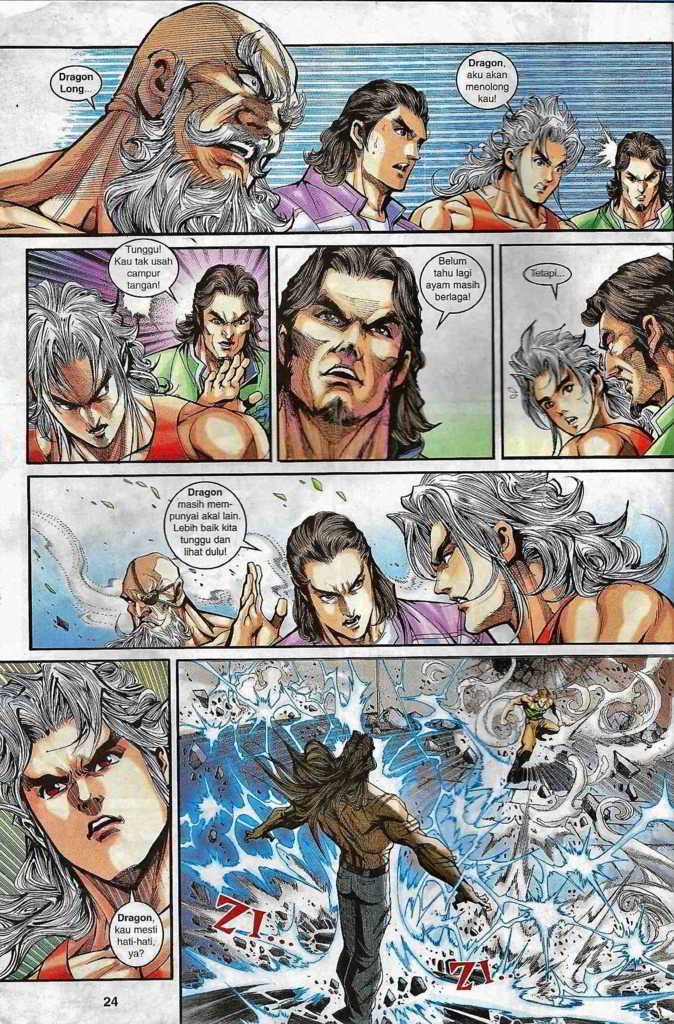 Dragon
Long...
Dragon,
aku akan
menolong
kau!
Tunggu!
Kau tak usah
campur
tangan!
Belum
tahu lagi
ayam masih
berlaga!
Tetapi...
Dragon
masih mem-
punyai akal lain.
Lebih baik kita
tunggu dan
lihat dulu!
Dragon,
kau mesti
hati-hati,
ya?
ZI...
ZI...
24